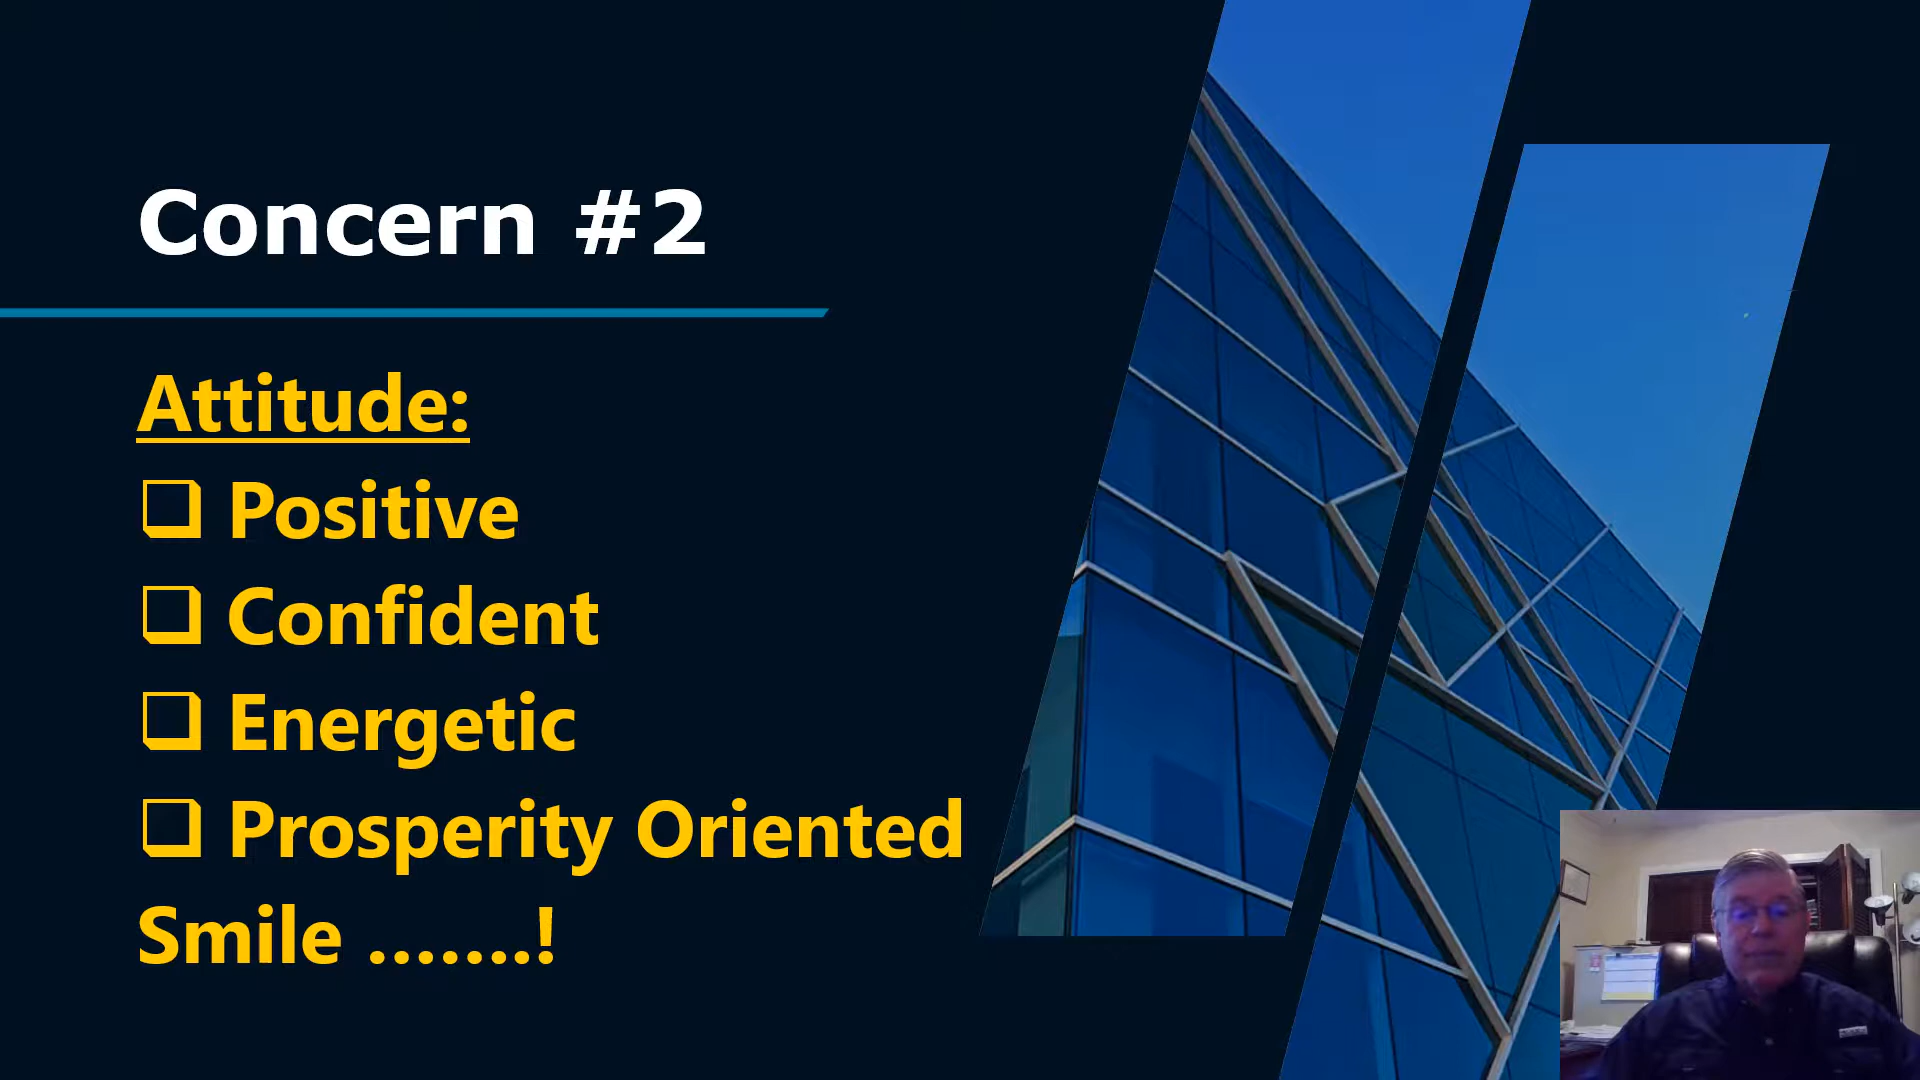 Concern #2
Attitude:
❑ Positive
❑ Confident
❑ Energetic
❑ Prosperity Oriented
Smile .......!